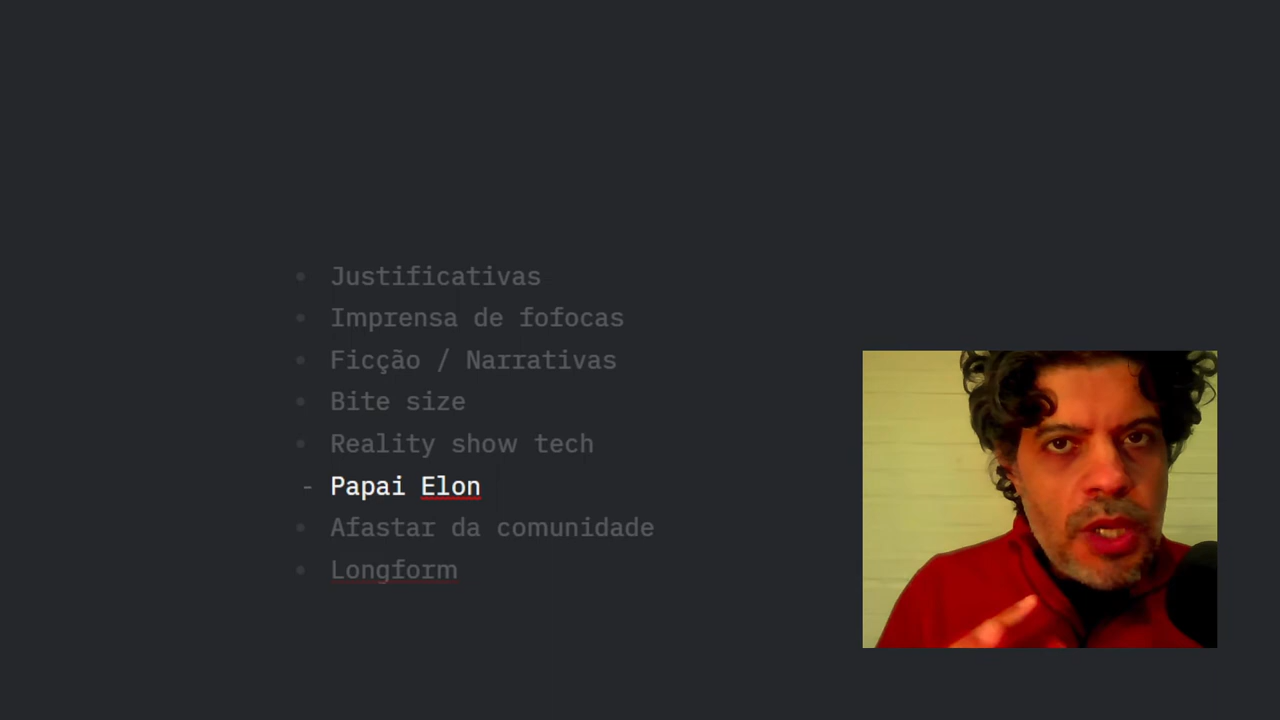 • Justificativas
• Imprensa de fofocas
• Ficção / Narrativas
• Bite size
• Reality show tech
- Papai Elon
• Afastar da comunidade
• Longform